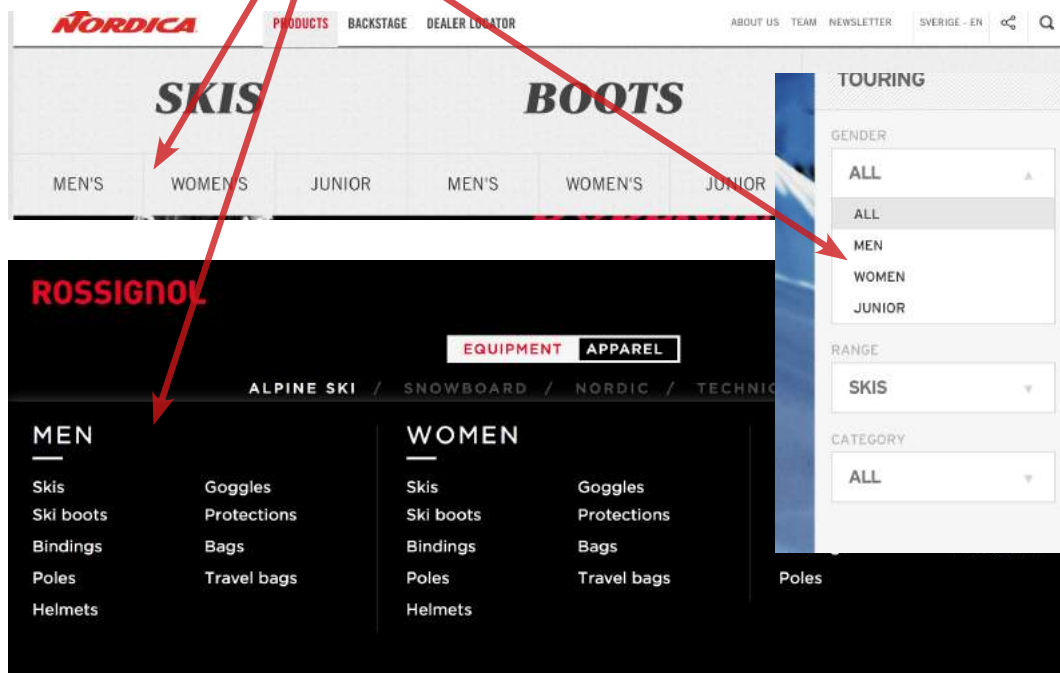 NORDICA PRODUCTS BACKSTAGE DEALER LOCATOR ABOUT US TEAM NEWSLETTER SVERIGE - EN
SKIS BOOTS
MEN'S WOMEN'S JUNIOR MEN'S WOMEN'S JUNIOR
TOURING
GENDER
ALL
ALL
MEN
WOMEN
JUNIOR
RANGE
SKIS
CATEGORY
ALL
ROSSIGNOL
EQUIPMENT APPAREL
ALPINE SKI / SNOWBOARD / NORDIC /
MEN WOMEN
Skis Goggles Skis Goggles
Ski boots Protections Ski boots Protections
Bindings Bags Bindings Bags
Poles Travel bags Poles Travel bags Poles
Helmets Helmets